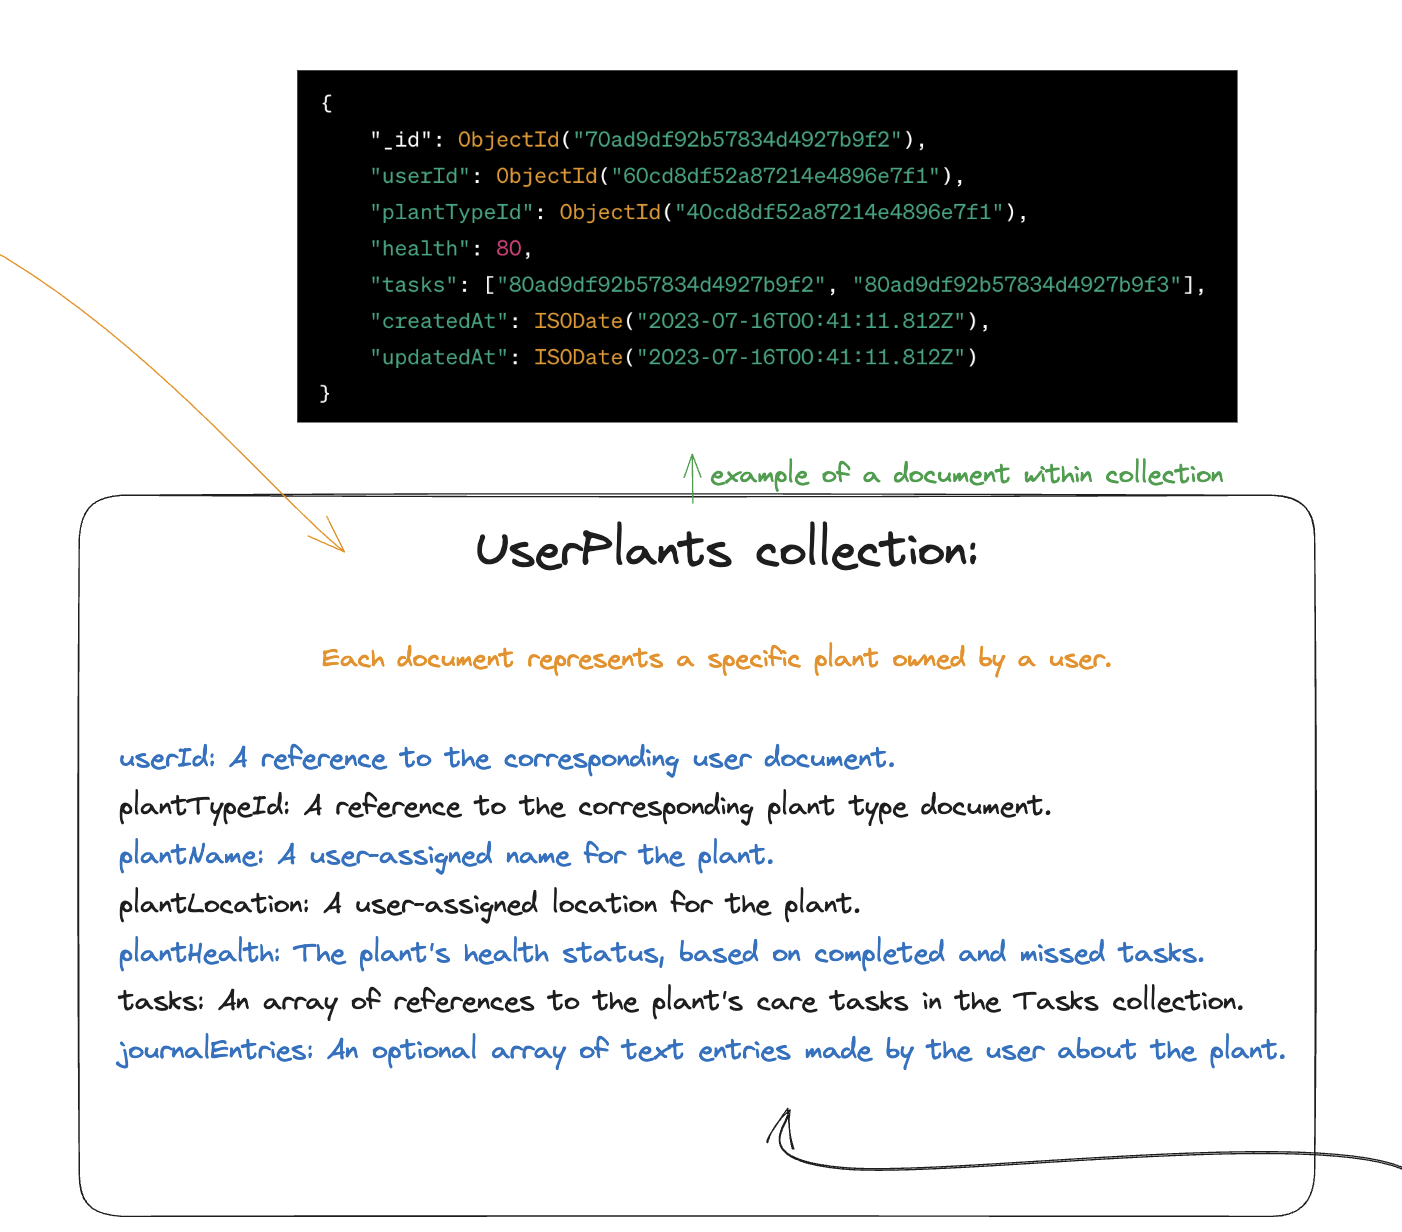 {
"_id": ObjectId("70ad9df92b57834d4927b9f2"),
"userId": ObjectId("60cd8df52a87214e4896e7f1"),
"plantTypeId": ObjectId("40cd8df52a87214e4896e7f1"),
"health": 80,
"tasks": ["80ad9df92b57834d4927b9f2", "80ad9df92b57834d4927b9f3"],
"createdAt": ISODate("2023-07-16T00:41:11.812Z"),
"updatedAt": ISODate("2023-07-16T00:41:11.812Z")
}
example of a document within collection
UserPlants collection:
Each document represents a specific plant owned by a user.
userId: A reference to the corresponding user document.
plantTypeId: A reference to the corresponding plant type document.
plantName: A user-assigned name for the plant.
plantLocation: A user-assigned location for the plant.
plantHealth: The plant's health status, based on completed and missed tasks.
tasks: An array of references to the plant's care tasks in the Tasks collection.
journalEntries: An optional array of text entries made by the user about the plant.